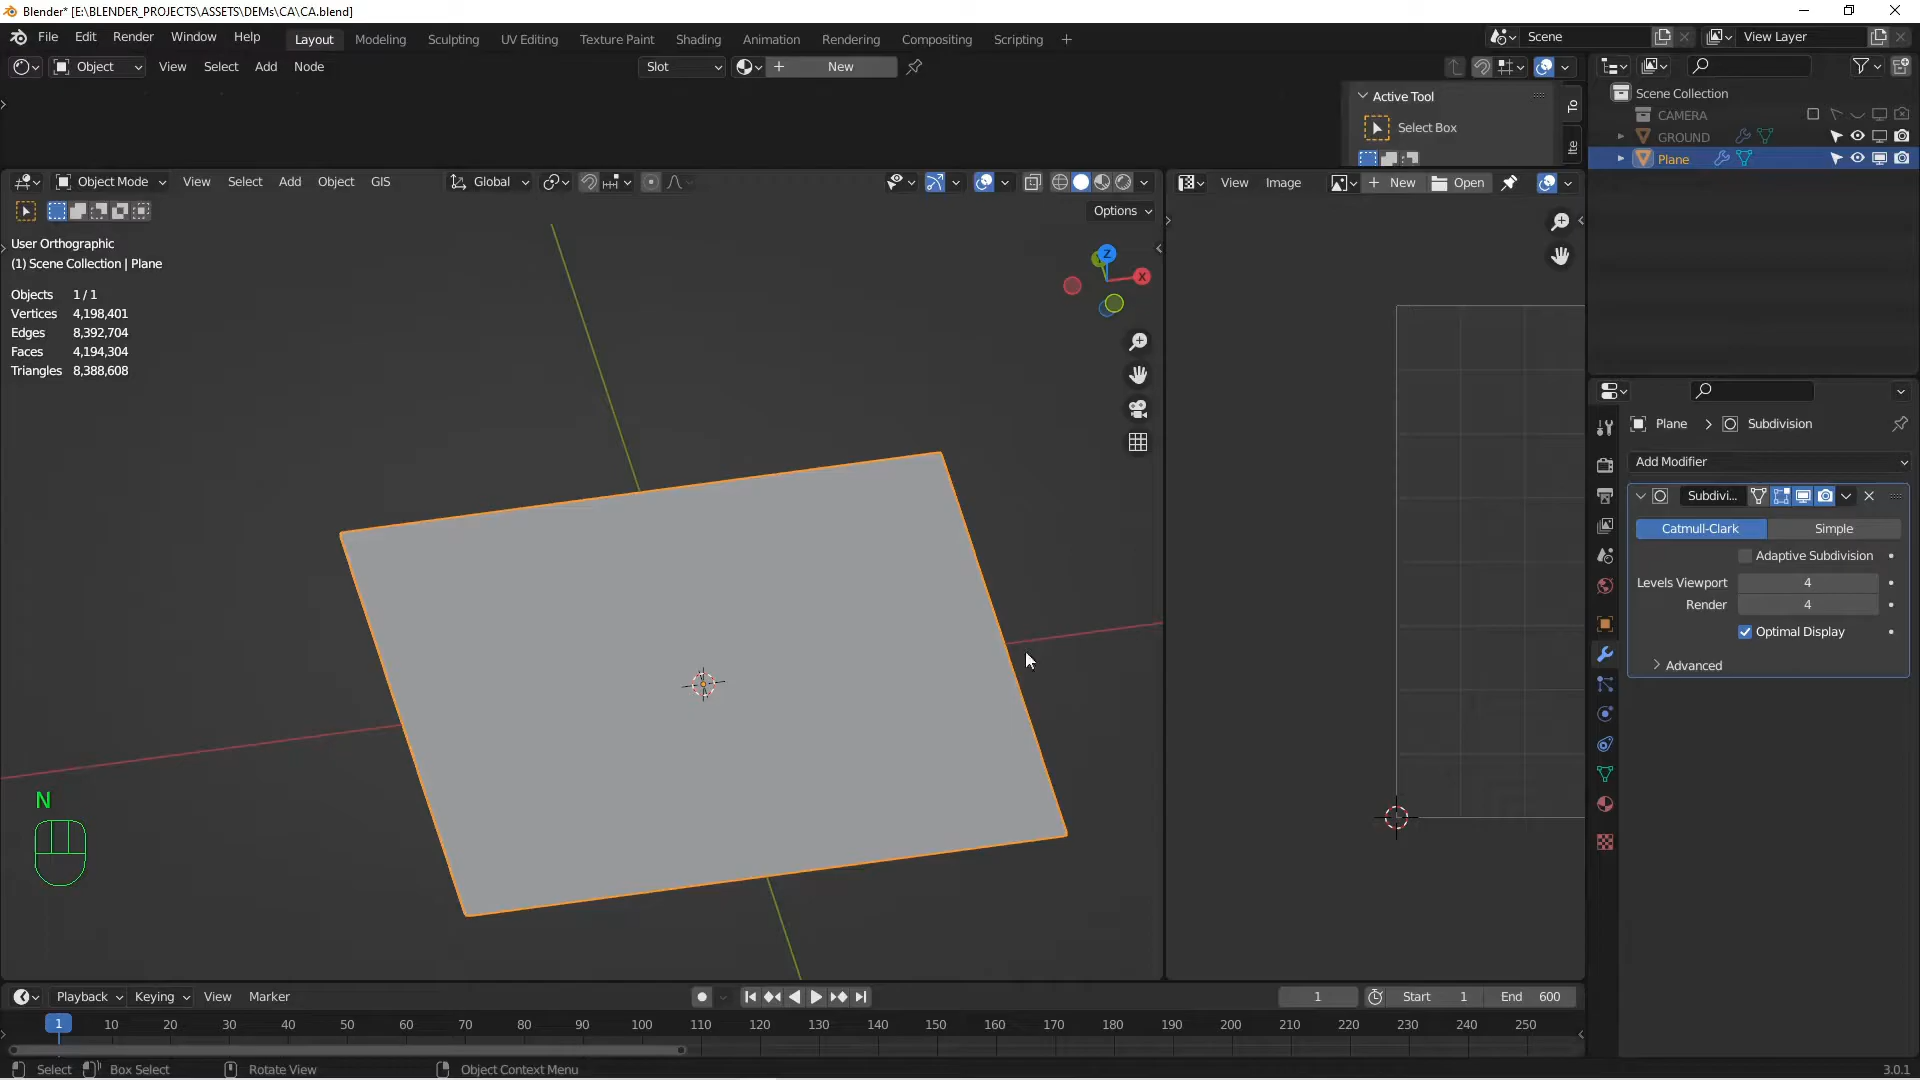 Blender* [E:\BLENDER_PROJECTS\ASSETS\DEMs\CA\CA.blend]
File Edit Render Window Help Layout Modeling Sculpting UV Editing Texture Paint Shading Animation Rendering Compositing Scripting + Scene View Layer
Object View Select Add Node Slot New
Active Tool
Select Box
To
Ite
Scene Collection
CAMERA
GROUND
Plane
Object Mode View Select Add Object GIS Global
View Image New Open
Options
User Orthographic
(1) Scene Collection | Plane
Objects 1 / 1
Vertices 4,198,401
Edges 8,392,704
Faces 4,194,304
Triangles 8,388,608
Z
X
Plane > Subdivision
Add Modifier
Subdivi...
Catmull-Clark Simple
Adaptive Subdivision
Levels Viewport 4
Render 4
Optimal Display
Advanced
N
Playback Keying View Marker 1 Start 1 End 600
1 10 20 30 40 50 60 70 80 90 100 110 120 130 140 150 160 170 180 190 200 210 220 230 240 250
Select Box Select Rotate View Object Context Menu 3.0.1